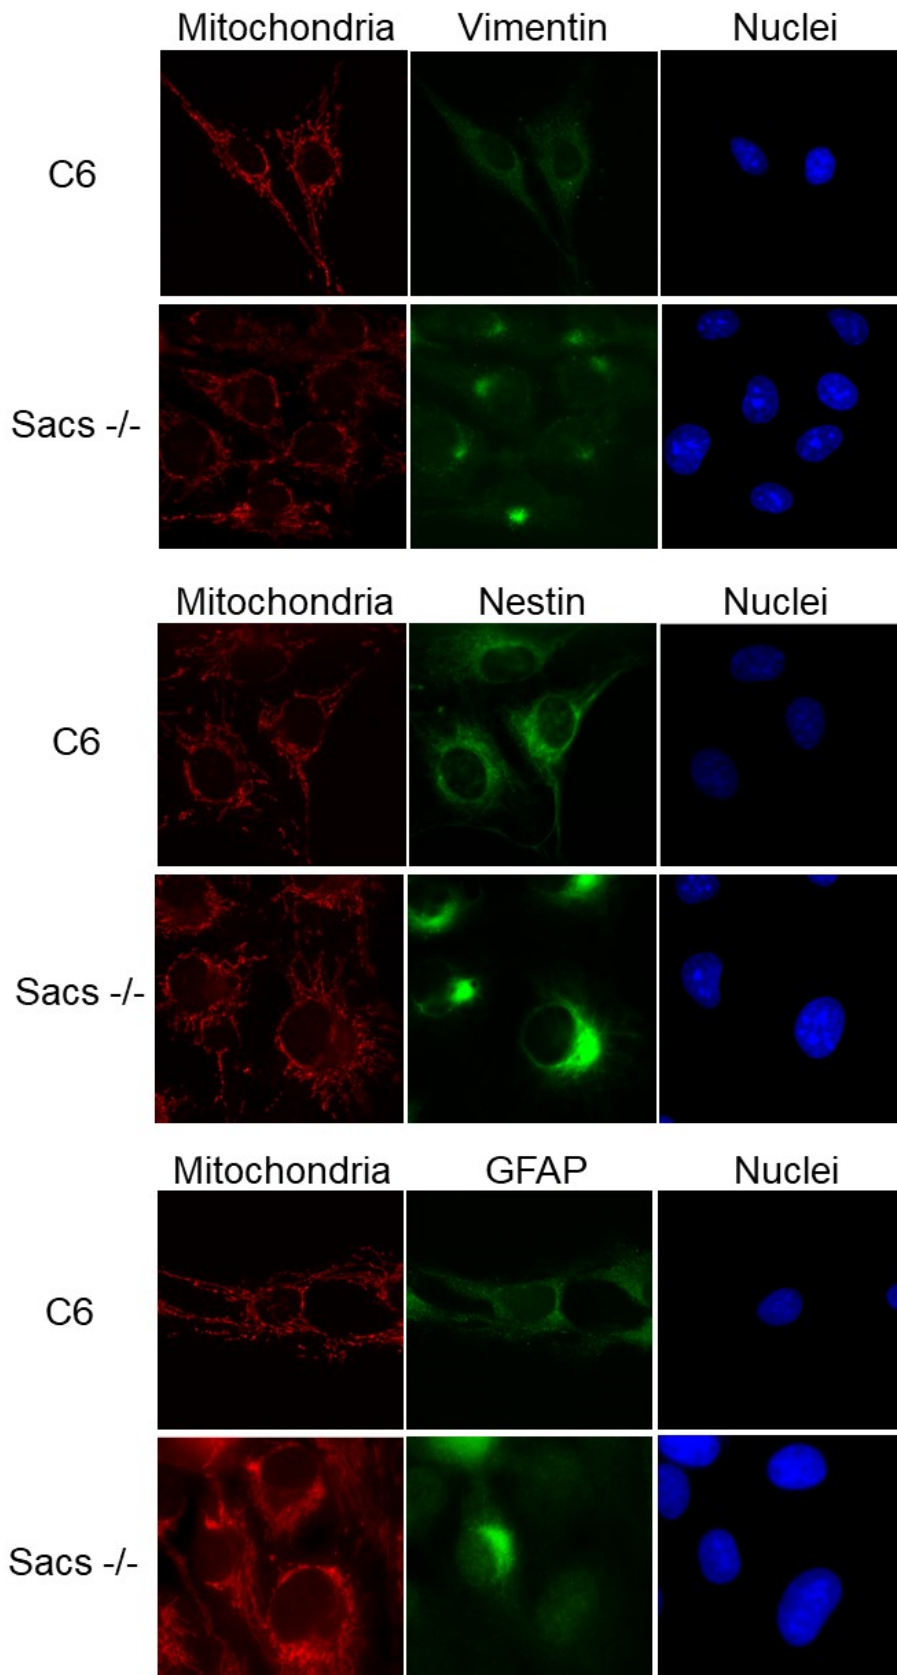 Mitochondria Vimentin Nuclei
C6
Sacs -/-
Mitochondria Nestin Nuclei
C6
Sacs -/-
Mitochondria GFAP Nuclei
C6
Sacs -/-